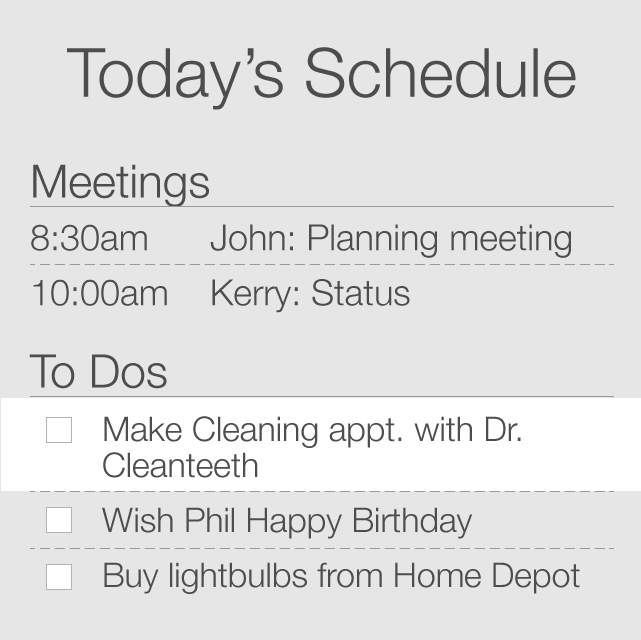 Today’s Schedule
Meetings
8:30am John: Planning meeting
10:00am Kerry: Status
To Dos
Make Cleaning appt. with Dr.
Cleanteeth
Wish Phil Happy Birthday
Buy lightbulbs from Home Depot